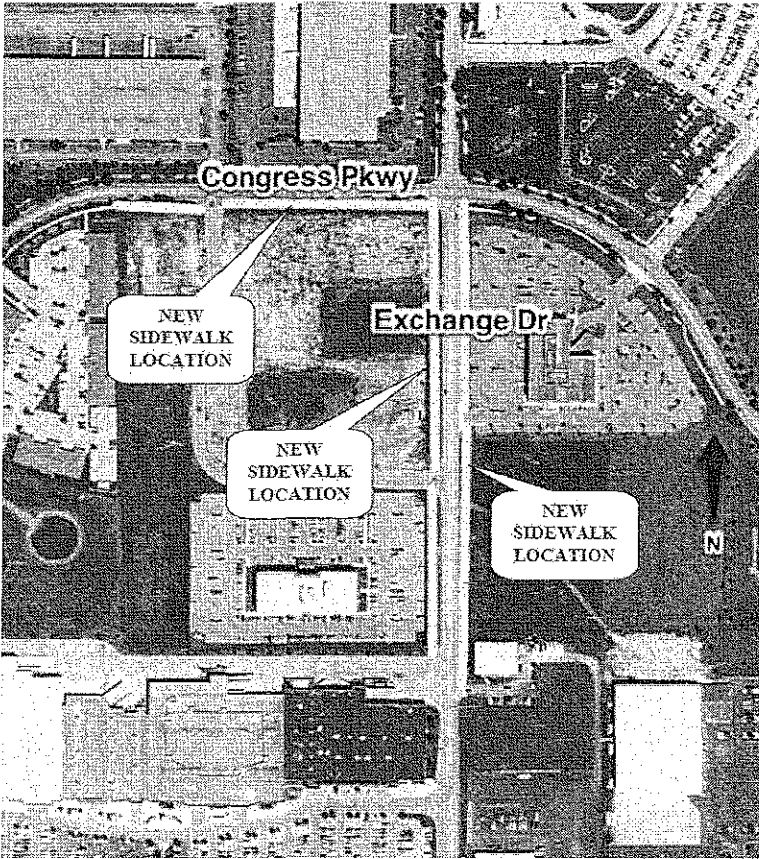 Congress Pkwy
NEW
SIDEWALK
LOCATION
Exchange Dr
NEW
SIDEWALK
LOCATION
NEW
SIDEWALK
LOCATION
N